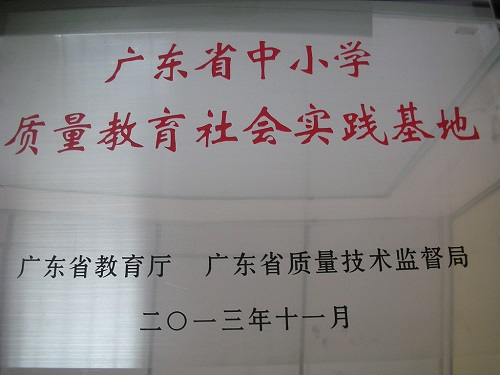 广东省中小学
质量教育社会实践基地
广东省教育厅 广东省质量技术监督局
二〇一三年十一月